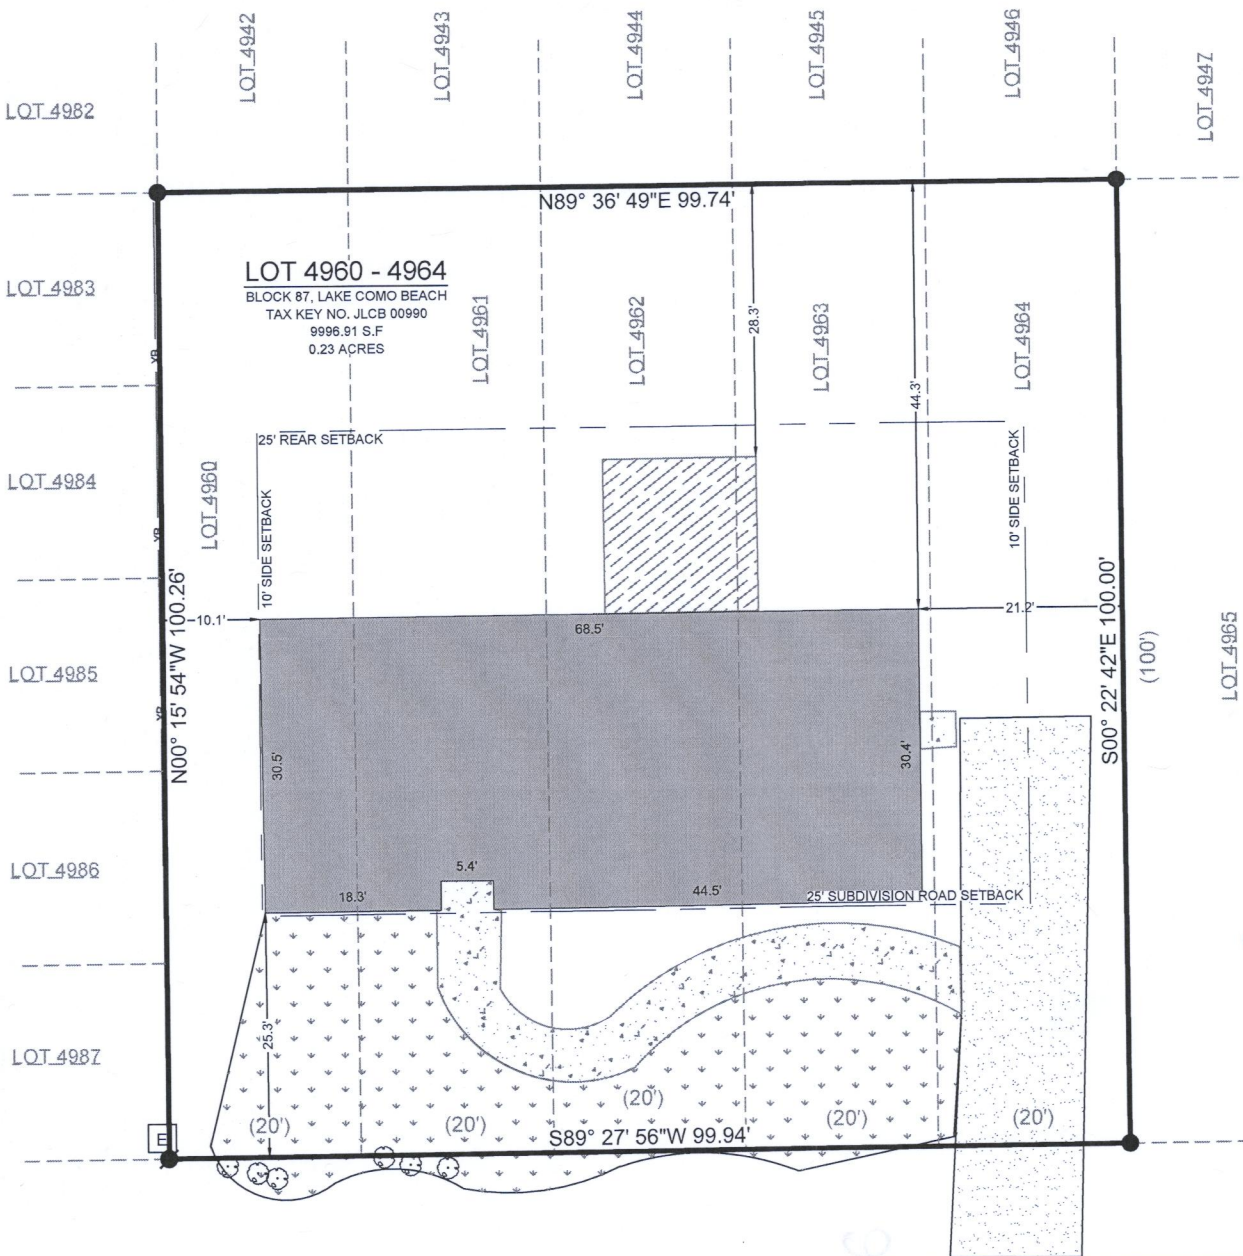 LOT 4942
LOT 4943
LOT 4944
LOT 4945
LOT 4946
LOT 4947
LOT 4982
N89° 36' 49"E 99.74'
LOT 4960 - 4964
BLOCK 87, LAKE COMO BEACH
TAX KEY NO. JLCB 00990
9996.91 S.F
0.23 ACRES
LOT 4983
LOT 4961
LOT 4962
28.3'
LOT 4963
44.3'
LOT 4964
25' REAR SETBACK
LOT 4984
LOT 4960
10' SIDE SETBACK
10' SIDE SETBACK
10.1'
68.5'
21.2'
N00° 15' 54"W 100.26'
S00° 22' 42"E 100.00'
(100')
LOT 4965
LOT 4985
30.5'
30.4'
LOT 4986
5.4'
18.3'
44.5'
25' SUBDIVISION ROAD SETBACK
25.3'
LOT 4987
(20')
(20')
(20')
(20')
(20')
E
S89° 27' 56"W 99.94'